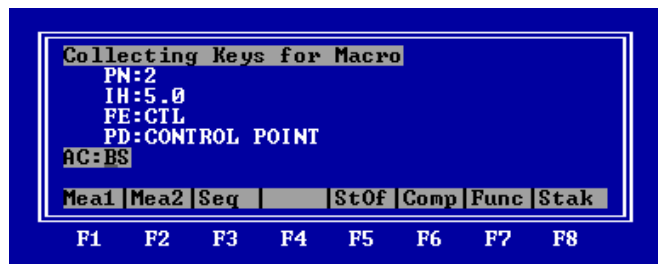 Collecting Keys for Macro
PN:2
IH:5.0
FE:CTL
PD:CONTROL POINT
AC:BS
Mea1|Mea2|Seq | |StOf|Comp|Func|Stak
F1 F2 F3 F4 F5 F6 F7 F8